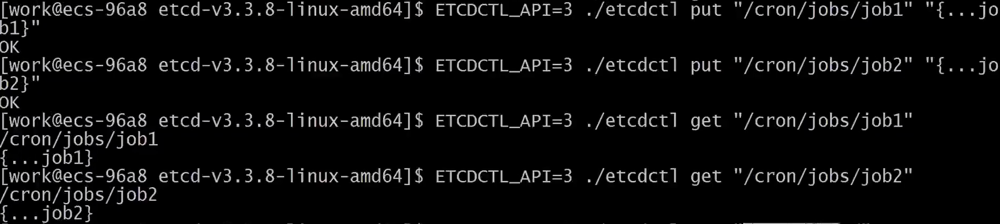 [work@ecs-96a8 etcd-v3.3.8-linux-amd64]$ ETCDCTL_API=3 ./etcdctl put "/cron/jobs/job1" "{...jo
b1}"
OK
[work@ecs-96a8 etcd-v3.3.8-linux-amd64]$ ETCDCTL_API=3 ./etcdctl put "/cron/jobs/job2" "{...jo
b2}"
OK
[work@ecs-96a8 etcd-v3.3.8-linux-amd64]$ ETCDCTL_API=3 ./etcdctl get "/cron/jobs/job1"
/cron/jobs/job1
{...job1}
[work@ecs-96a8 etcd-v3.3.8-linux-amd64]$ ETCDCTL_API=3 ./etcdctl get "/cron/jobs/job2"
/cron/jobs/job2
{...job2}